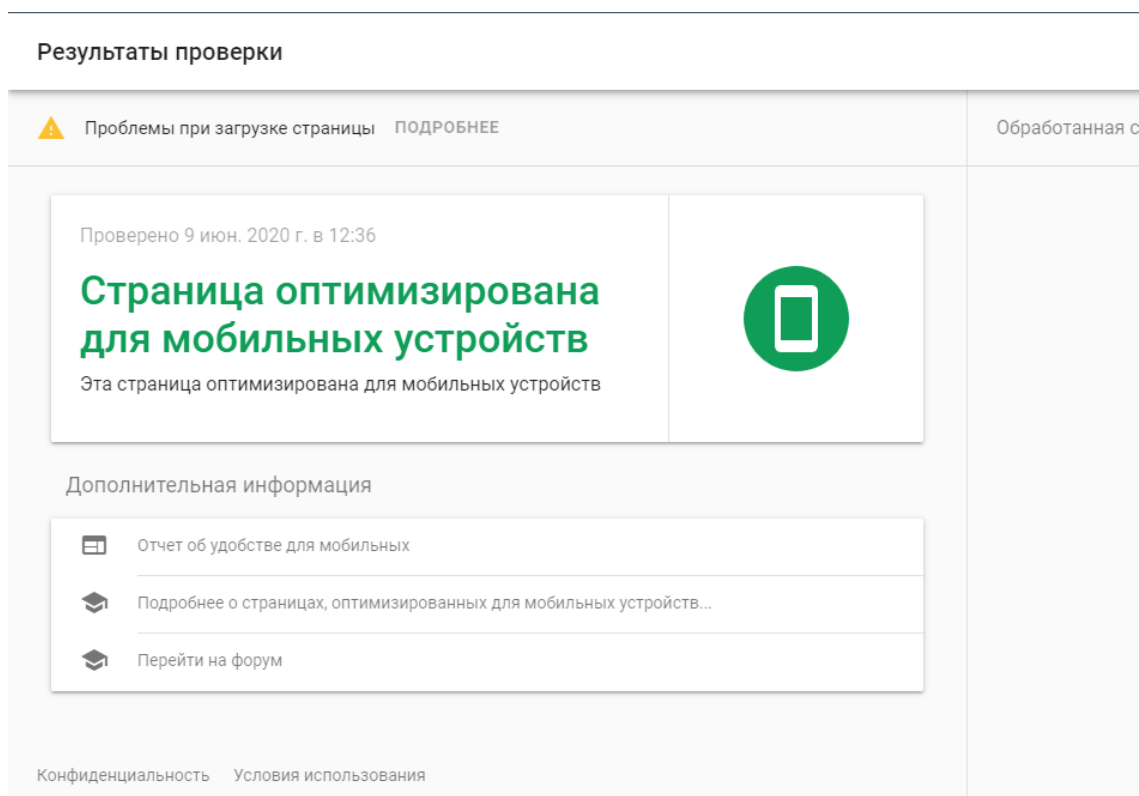 Результаты проверки
Проблемы при загрузке страницы ПОДРОБНЕЕ
Обработанная с
Проверено 9 июн. 2020 г. в 12:36
Страница оптимизирована
для мобильных устройств
Эта страница оптимизирована для мобильных устройств
Дополнительная информация
Отчет об удобстве для мобильных
Подробнее о страницах, оптимизированных для мобильных устройств...
Перейти на форум
Конфиденциальность Условия использования